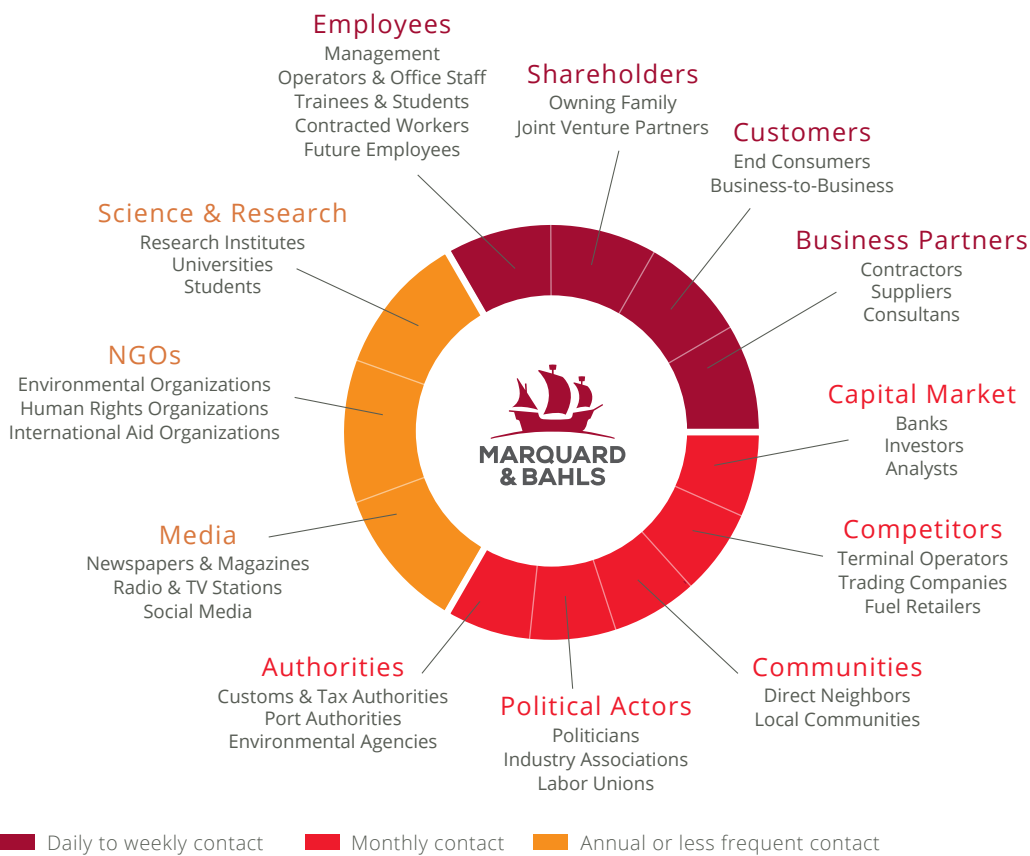 Employees
Management
Operators & Office Staff
Trainees & Students
Contracted Workers
Future Employees
Shareholders
Owning Family
Joint Venture Partners
Customers
End Consumers
Business-to-Business
Business Partners
Contractors
Suppliers
Consultans
Capital Market
Banks
Investors
Analysts
Competitors
Terminal Operators
Trading Companies
Fuel Retailers
Communities
Direct Neighbors
Local Communities
Political Actors
Politicians
Industry Associations
Labor Unions
Authorities
Customs & Tax Authorities
Port Authorities
Environmental Agencies
Media
Newspapers & Magazines
Radio & TV Stations
Social Media
NGOs
Environmental Organizations
Human Rights Organizations
International Aid Organizations
Science & Research
Research Institutes
Universities
Students
MARQUARD
& BAHLS
Daily to weekly contact
Monthly contact
Annual or less frequent contact